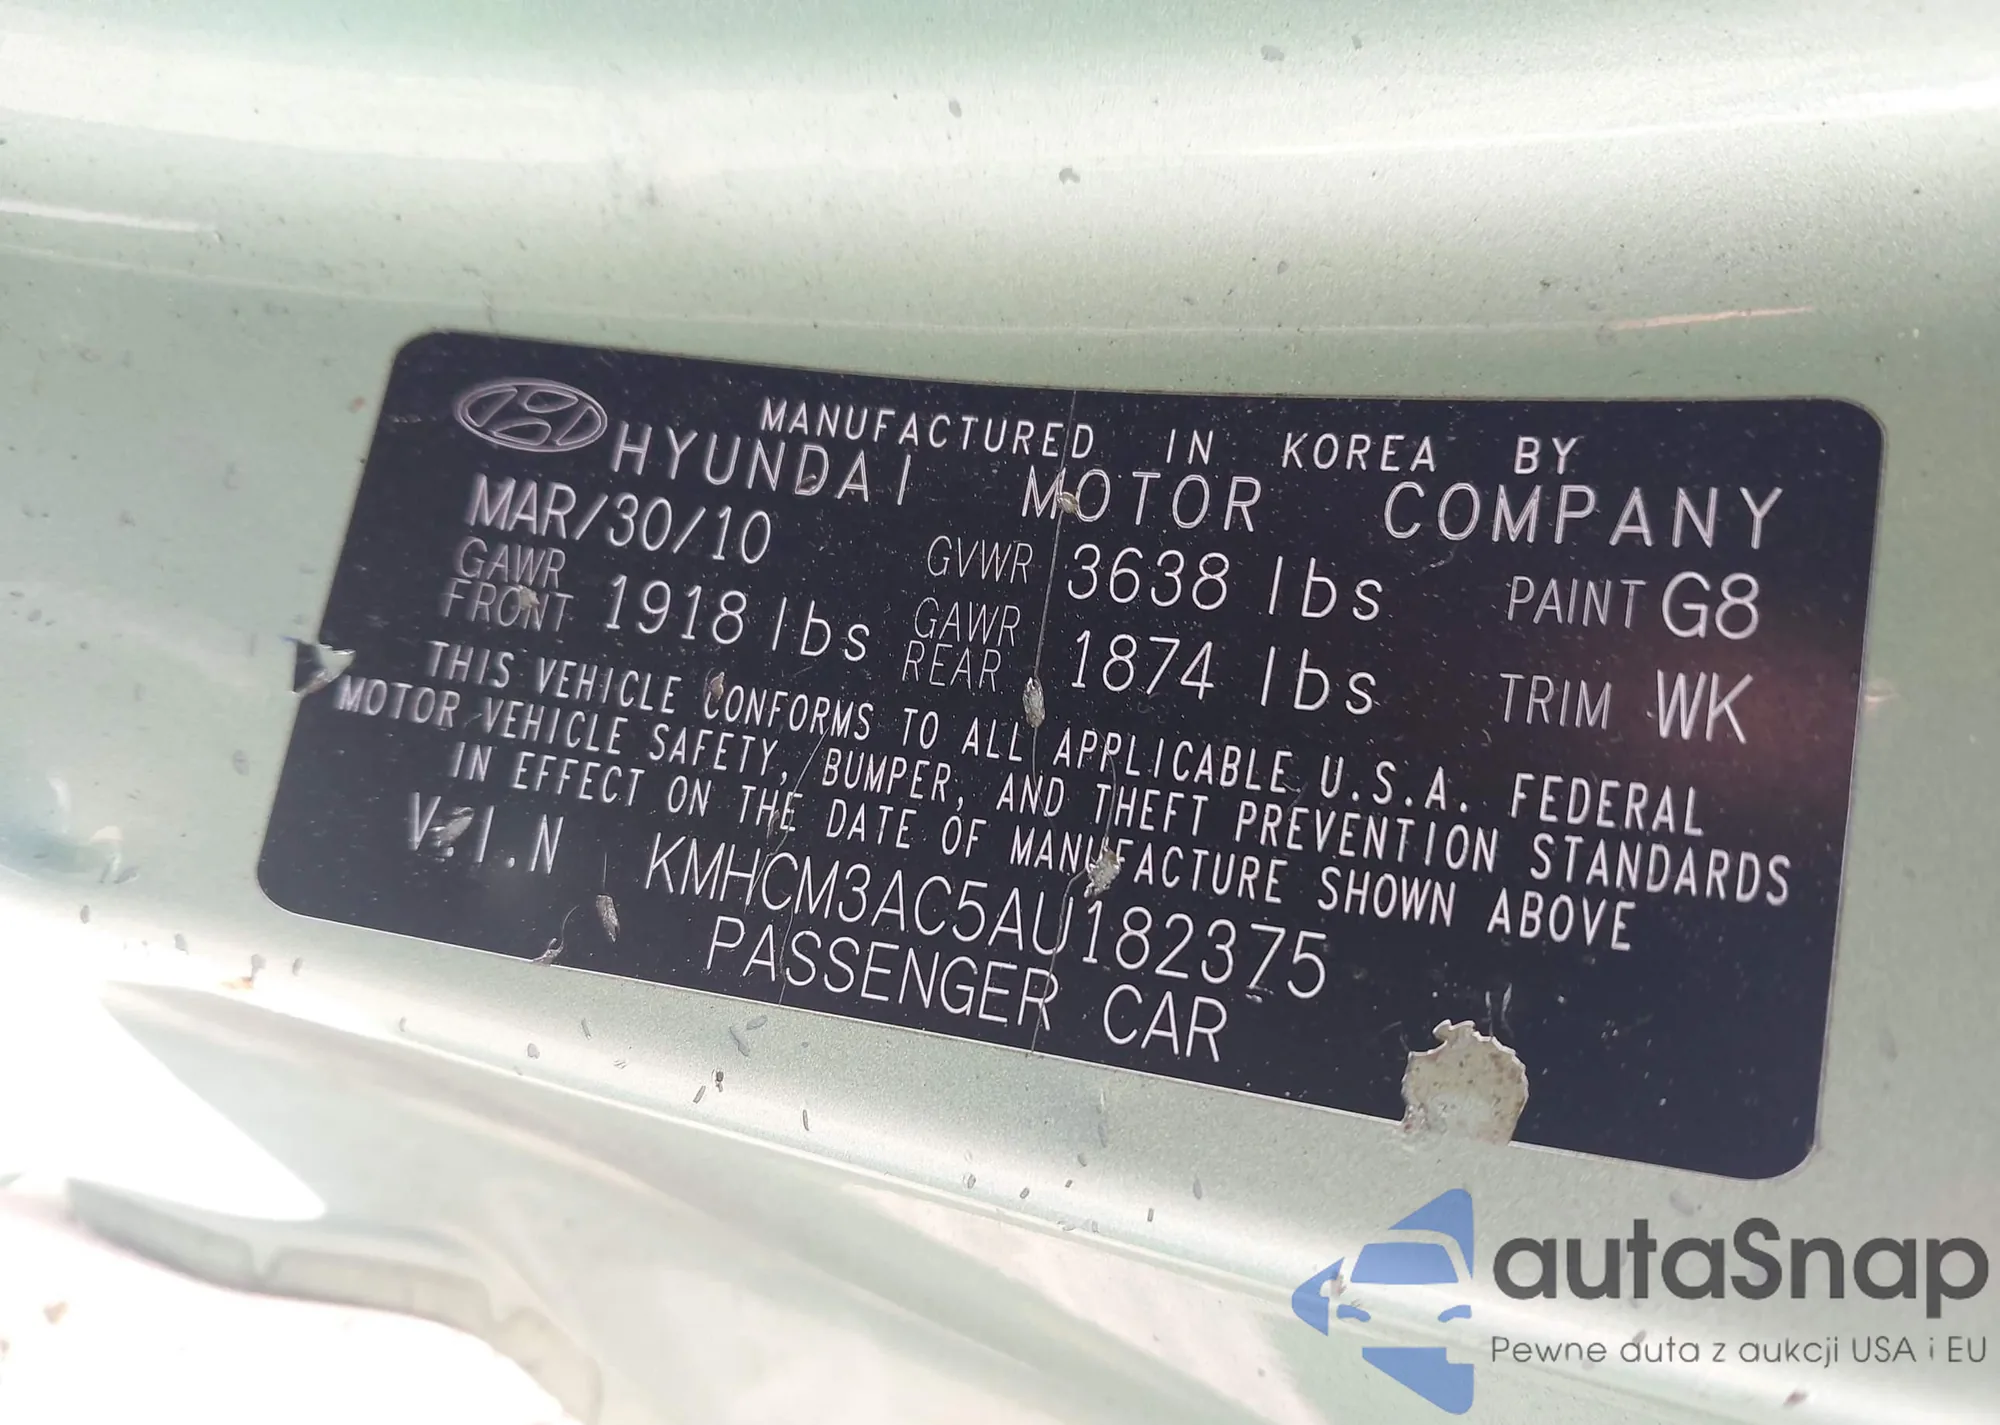 MANUFACTURED IN KOREA BY
HYUNDAI MOTOR COMPANY
MAR/30/10 GVWR 3638 lbs PAINT G8
GAWR FRONT 1918 lbs GAWR REAR 1874 lbs TRIM WK
THIS VEHICLE CONFORMS TO ALL APPLICABLE U.S.A. FEDERAL
MOTOR VEHICLE SAFETY, BUMPER, AND THEFT PREVENTION STANDARDS
IN EFFECT ON THE DATE OF MANUFACTURE SHOWN ABOVE
V.I.N KMHCM3AC5AU182375
PASSENGER CAR
autaSnap
Pewne auta z aukcji USA i EU